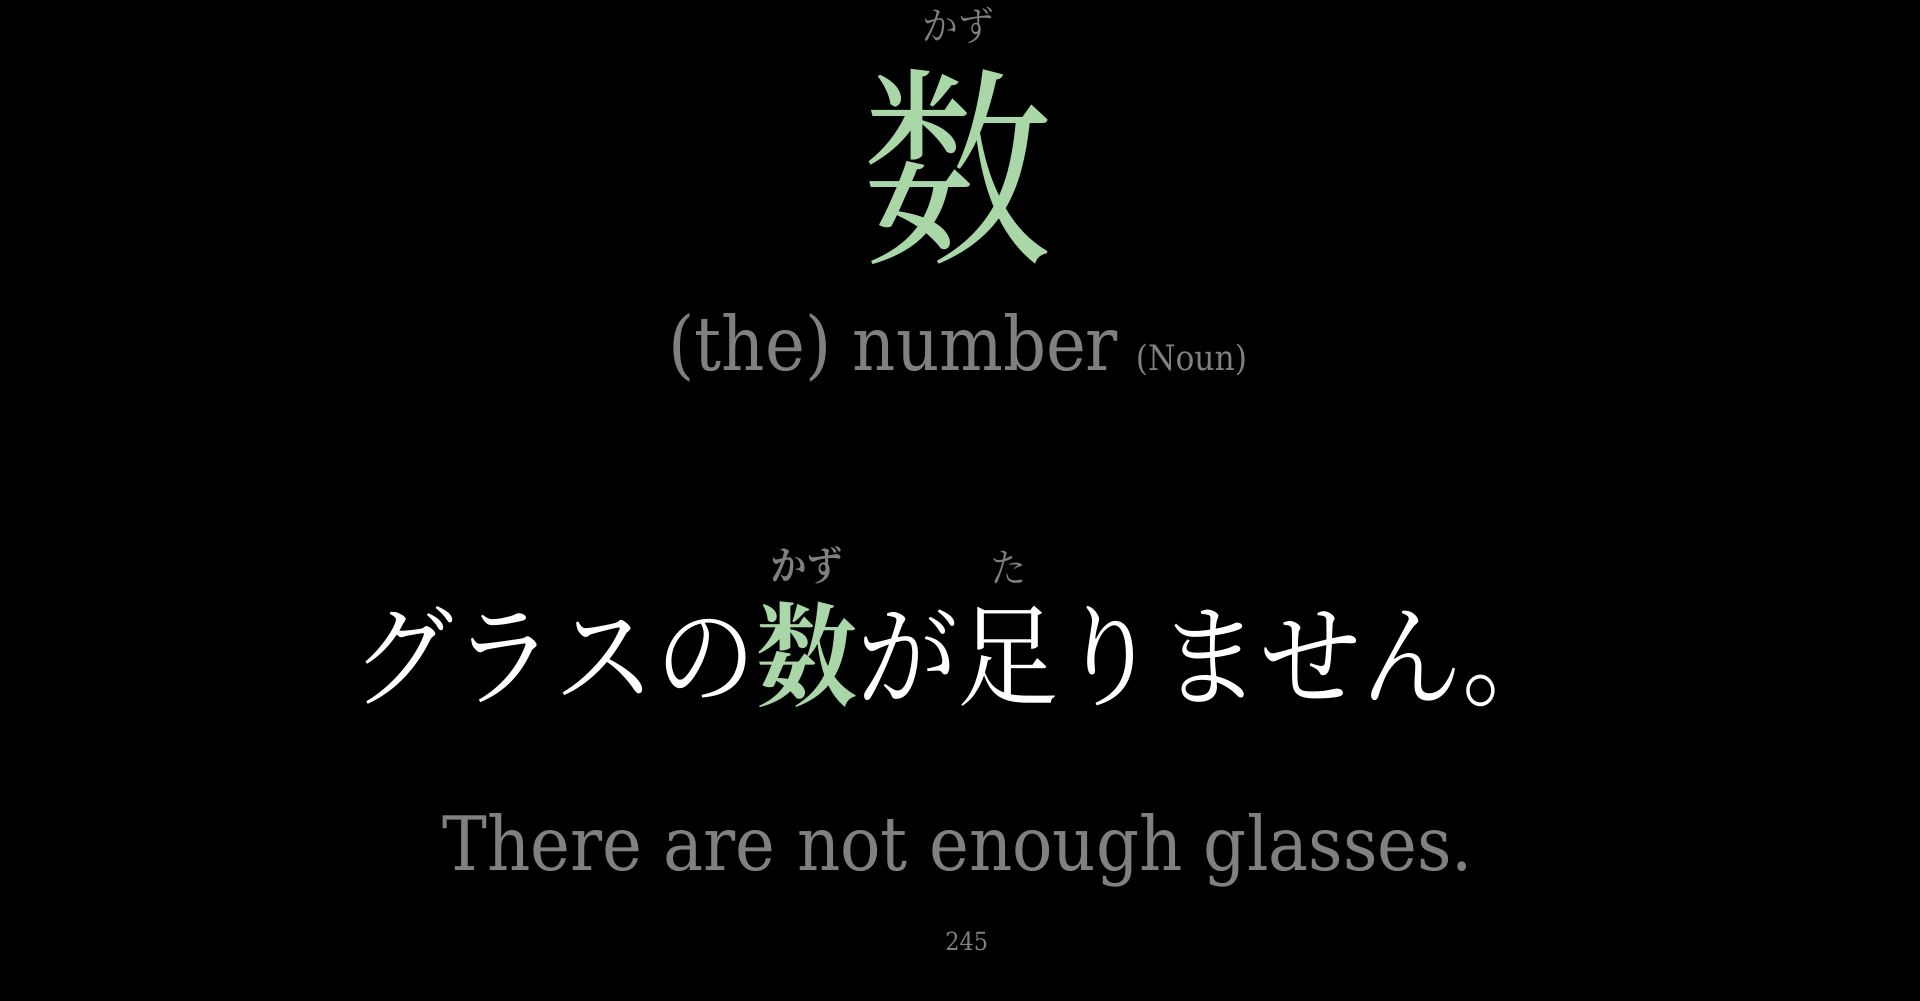 かず
数
(the) number (Noun)
かず た
グラスの数が足りません。
There are not enough glasses.
245